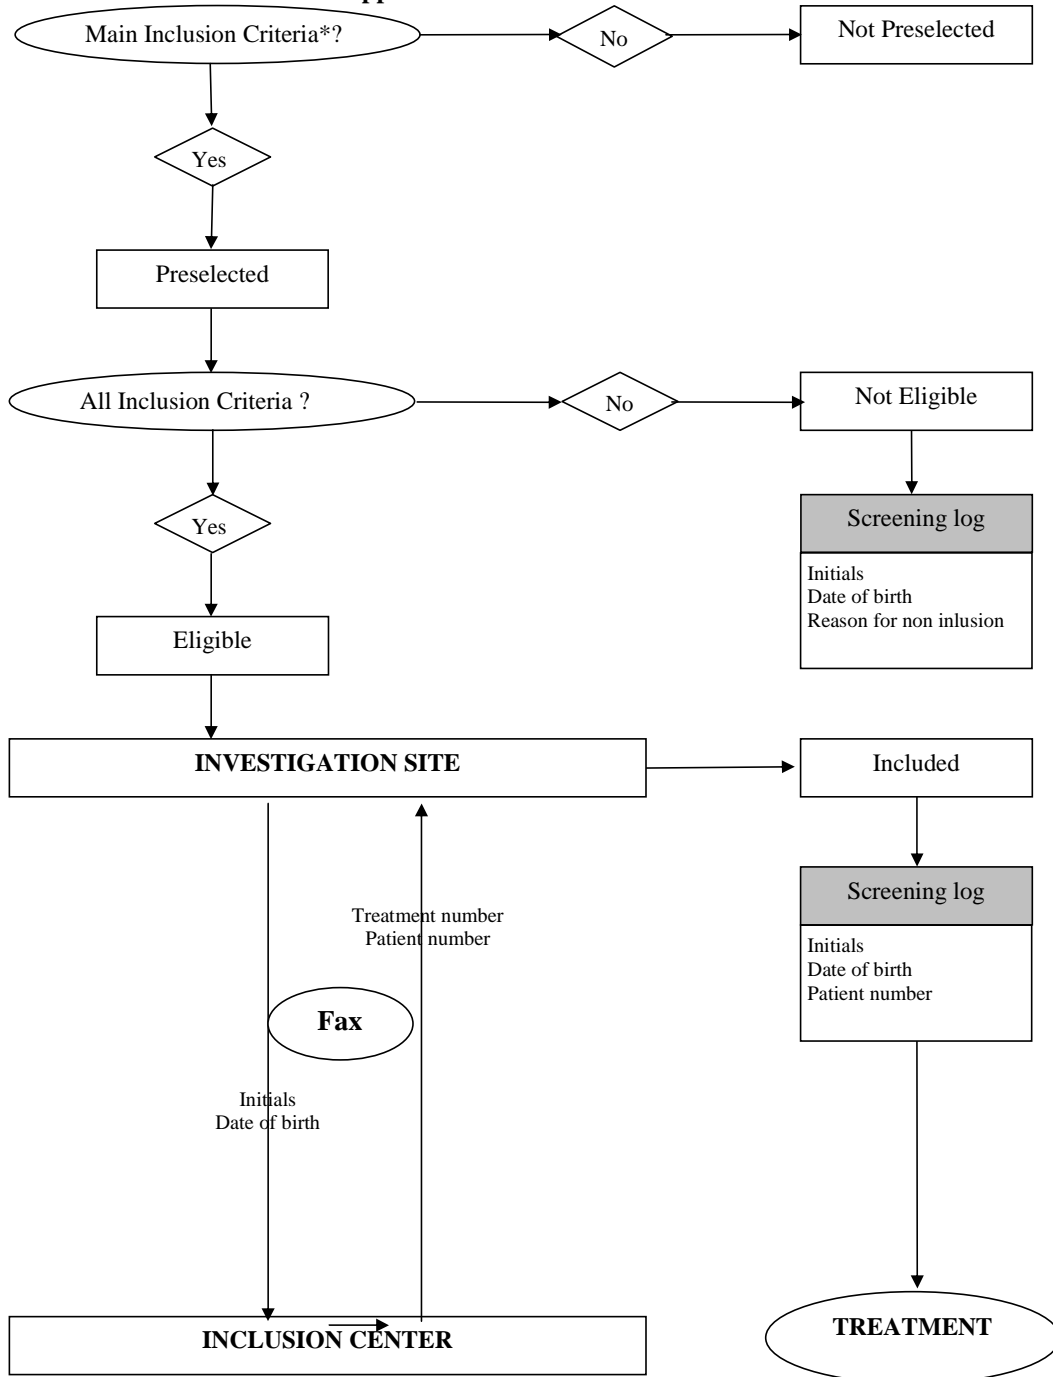 Main Inclusion Criteria*?
No
Not Preselected
Yes
Preselected
All Inclusion Criteria ?
No
Not Eligible
Yes
Screening log
Initials
Date of birth
Reason for non inlusion
Eligible
INVESTIGATION SITE
Included
Screening log
Initials
Date of birth
Patient number
Treatment number
Patient number
Fax
Initials
Date of birth
INCLUSION CENTER
TREATMENT